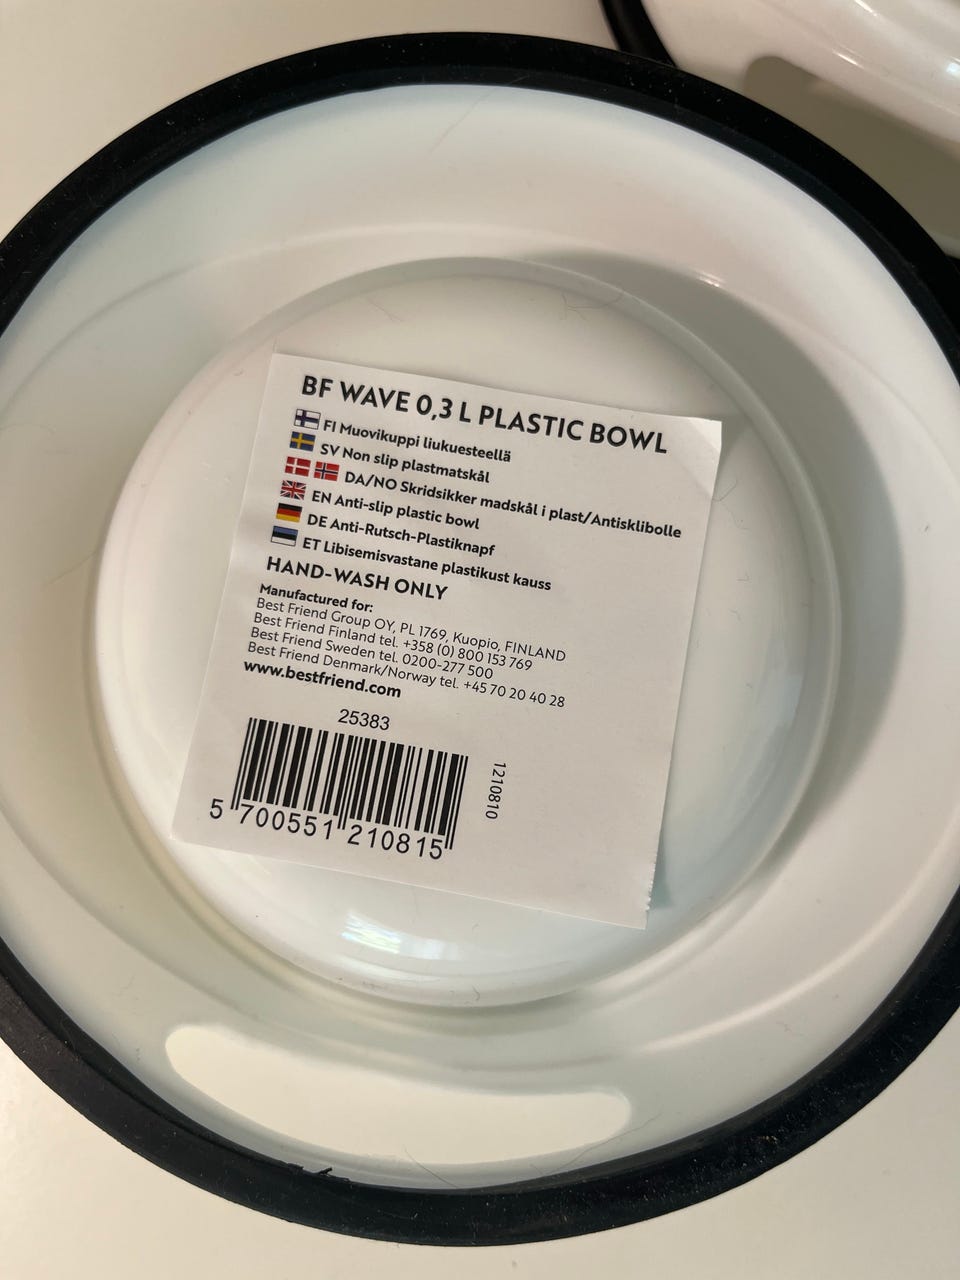 BF WAVE 0,3 L PLASTIC BOWL
FI Muovikuppi liukuesteellä
SV Non slip plastmatskål
DA/NO Skridsikker madskål i plast/Antisklibolle
EN Anti-slip plastic bowl
DE Anti-Rutsch-Plastiknapf
ET Libisemisvastane plastikust kauss
HAND-WASH ONLY
Manufactured for:
Best Friend Group OY, PL 1769, Kuopio, FINLAND
Best Friend Finland tel. +358 (0) 800 153 769
Best Friend Sweden tel. 0200-277 500
Best Friend Denmark/Norway tel. +45 70 20 40 28
www.bestfriend.com
25383
5 700551 210815
1210810